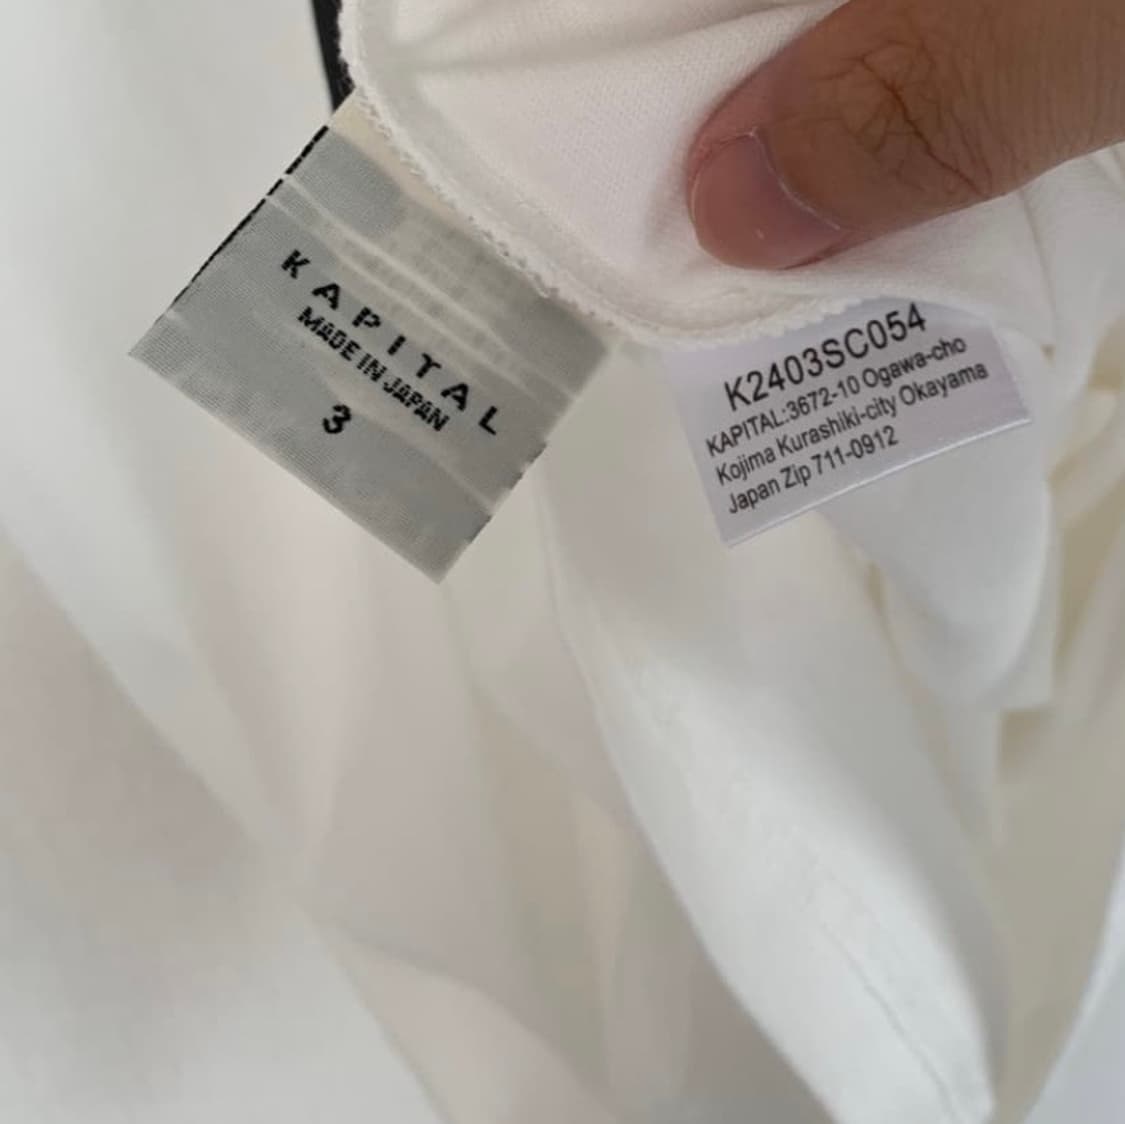 KAPITAL
MADE IN JAPAN
3
K2403SC054
KAPITAL:3672-10 Ogawa-cho
Kojima Kurashiki-city Okayama
Japan Zip 711-0912